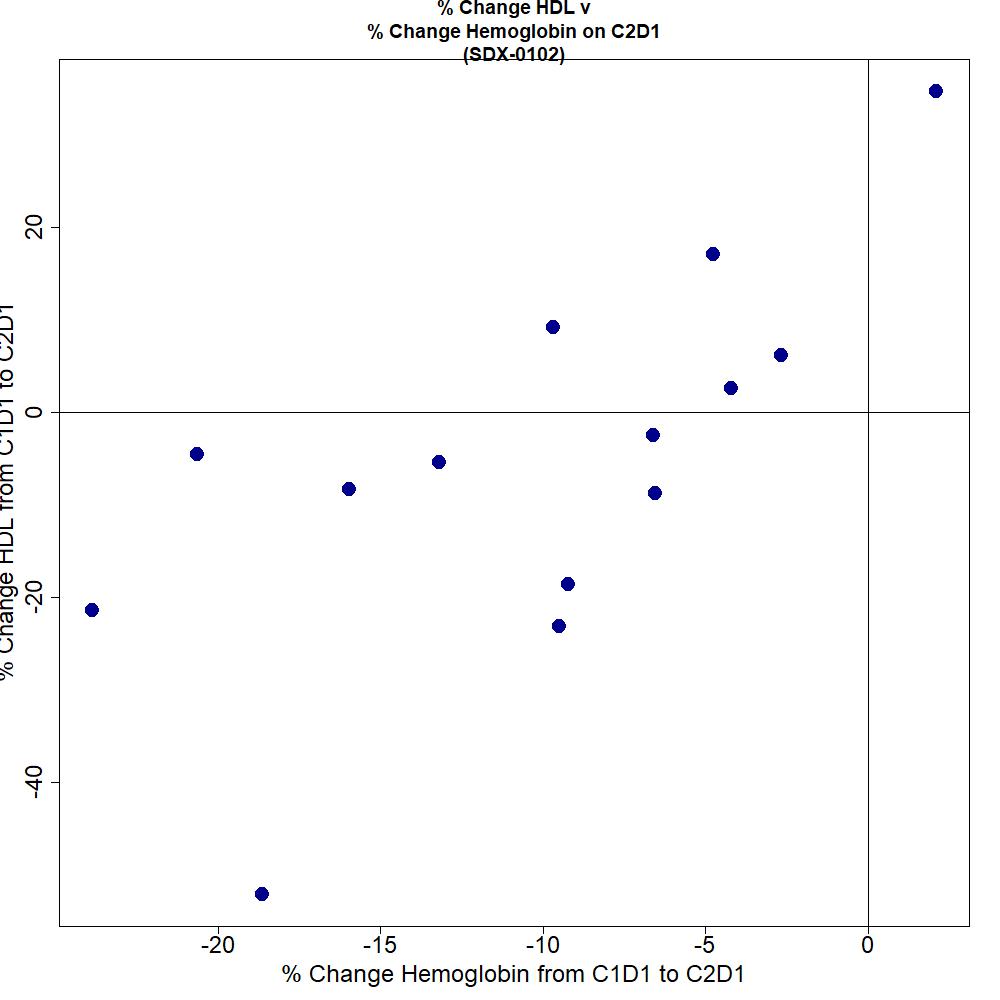 % Change HDL v
% Change Hemoglobin on C2D1
(SDX-0102)
% Change HDL from C1D1 to C2D1
20
0
-20
-40
-20
-15
-10
-5
0
% Change Hemoglobin from C1D1 to C2D1